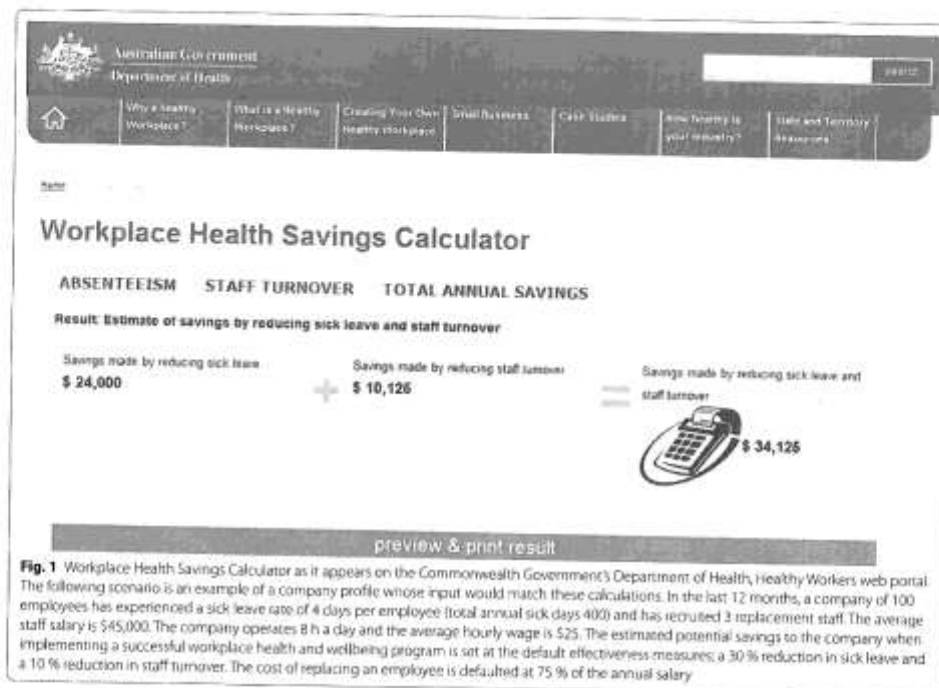 Australian Government
Department of Health
search
Why a healthy Workplace?
What is a Healthy Workplace?
Creating Your Own Healthy Workplace
Small Business
Case Studies
How healthy is your industry?
State and Territory Resources
Home
Workplace Health Savings Calculator
ABSENTEEISM STAFF TURNOVER TOTAL ANNUAL SAVINGS
Result: Estimate of savings by reducing sick leave and staff turnover
Savings made by reducing sick leave
$ 24,000
+
Savings made by reducing staff turnover
$ 10,125
=
Savings made by reducing sick leave and
staff turnover
$ 34,125
preview & print result
Fig. 1 Workplace Health Savings Calculator as it appears on the Commonwealth Government's Department of Health, Healthy Workers web portal
The following scenario is an example of a company profile whose input would match these calculations. In the last 12 months, a company of 100
employees has experienced a sick leave rate of 4 days per employee (total annual sick days 400) and has recruited 3 replacement staff. The average
staff salary is $45,000. The company operates 8 h a day and the average hourly wage is $25. The estimated potential savings to the company when
implementing a successful workplace health and wellbeing program is set at the default effectiveness measures; a 30 % reduction in sick leave and
a 10 % reduction in staff turnover. The cost of replacing an employee is defaulted at 75 % of the annual salary